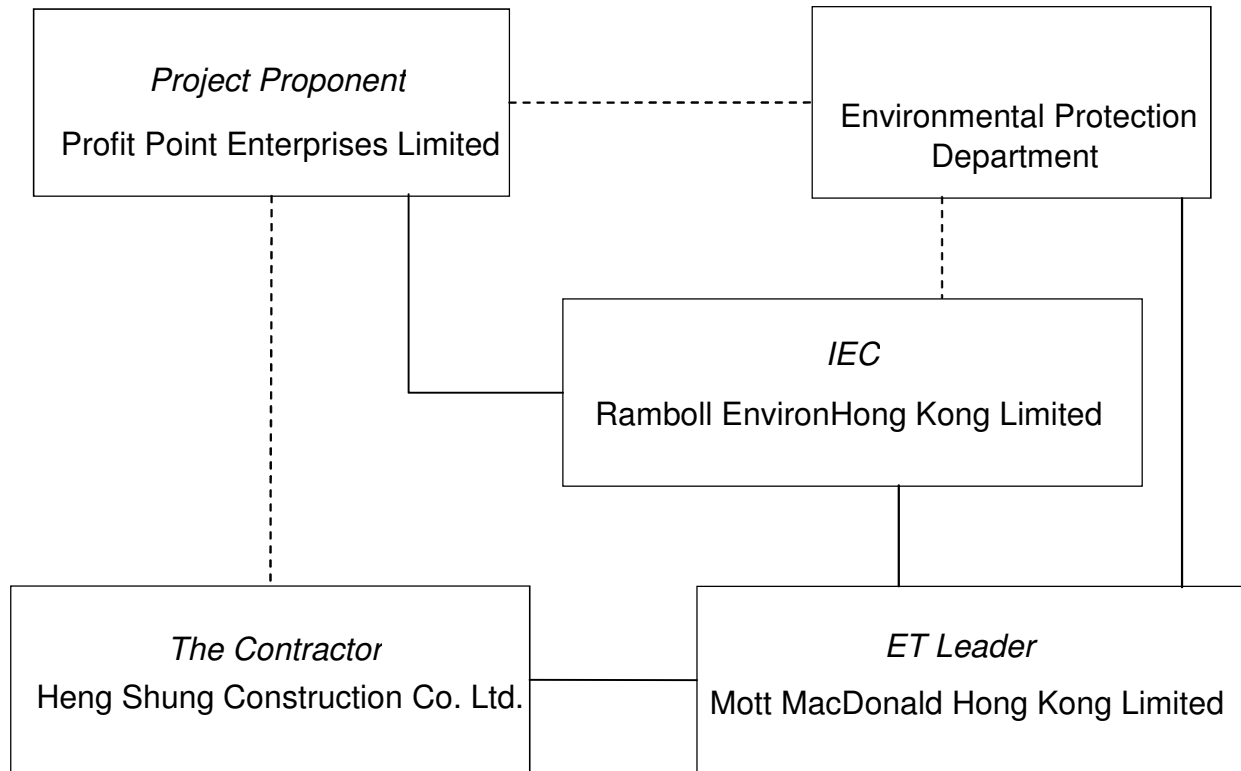 Project Proponent
Profit Point Enterprises Limited
Environmental Protection
Department
IEC
Ramboll EnvironHong Kong Limited
The Contractor
Heng Shung Construction Co. Ltd.
ET Leader
Mott MacDonald Hong Kong Limited